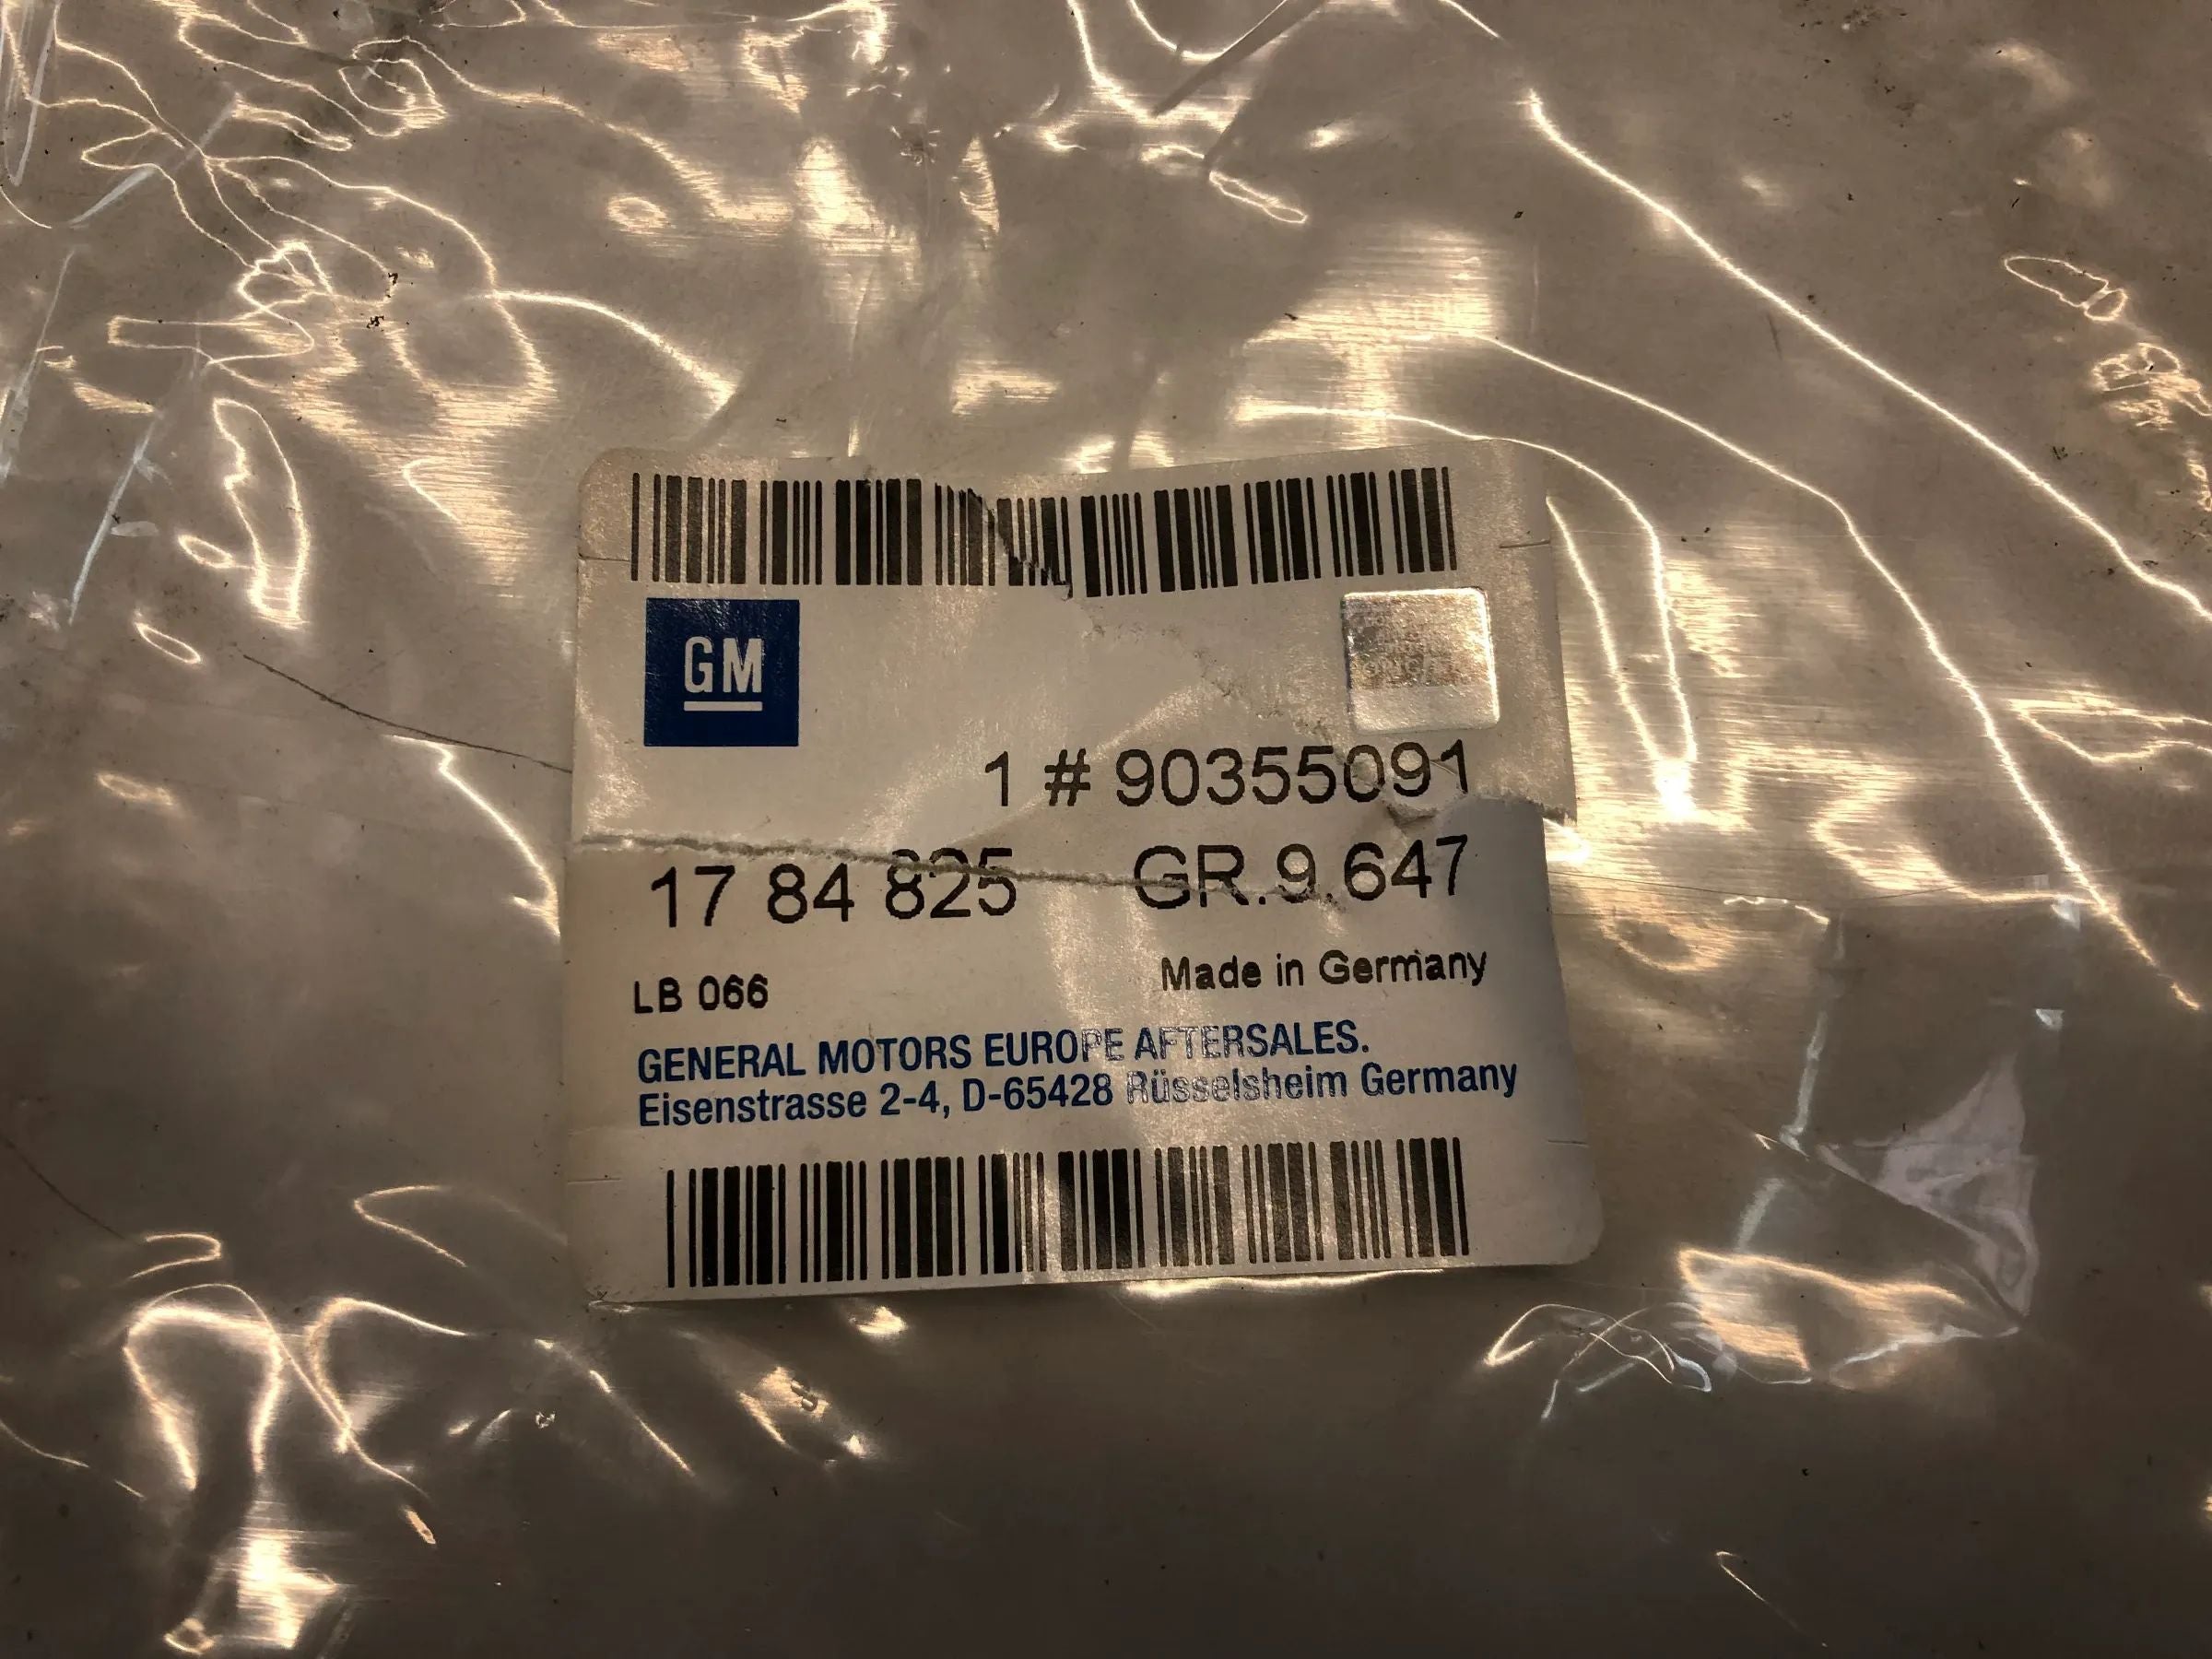 GM
1 # 90355091
17 84 825 GR.9.647
LB 066 Made in Germany
GENERAL MOTORS EUROPE AFTERSALES.
Eisenstrasse 2-4, D-65428 Rüsselsheim Germany